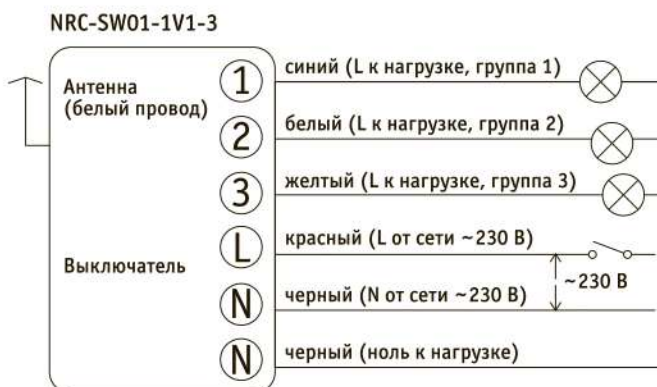 NRC-SW01-1V1-3
Антенна
(белый провод)
1
синий (L к нагрузке, группа 1)
2
белый (L к нагрузке, группа 2)
3
желтый (L к нагрузке, группа 3)
Выключатель
L
красный (L от сети ~230 В)
~230 В
N
черный (N от сети ~230 В)
N
черный (ноль к нагрузке)